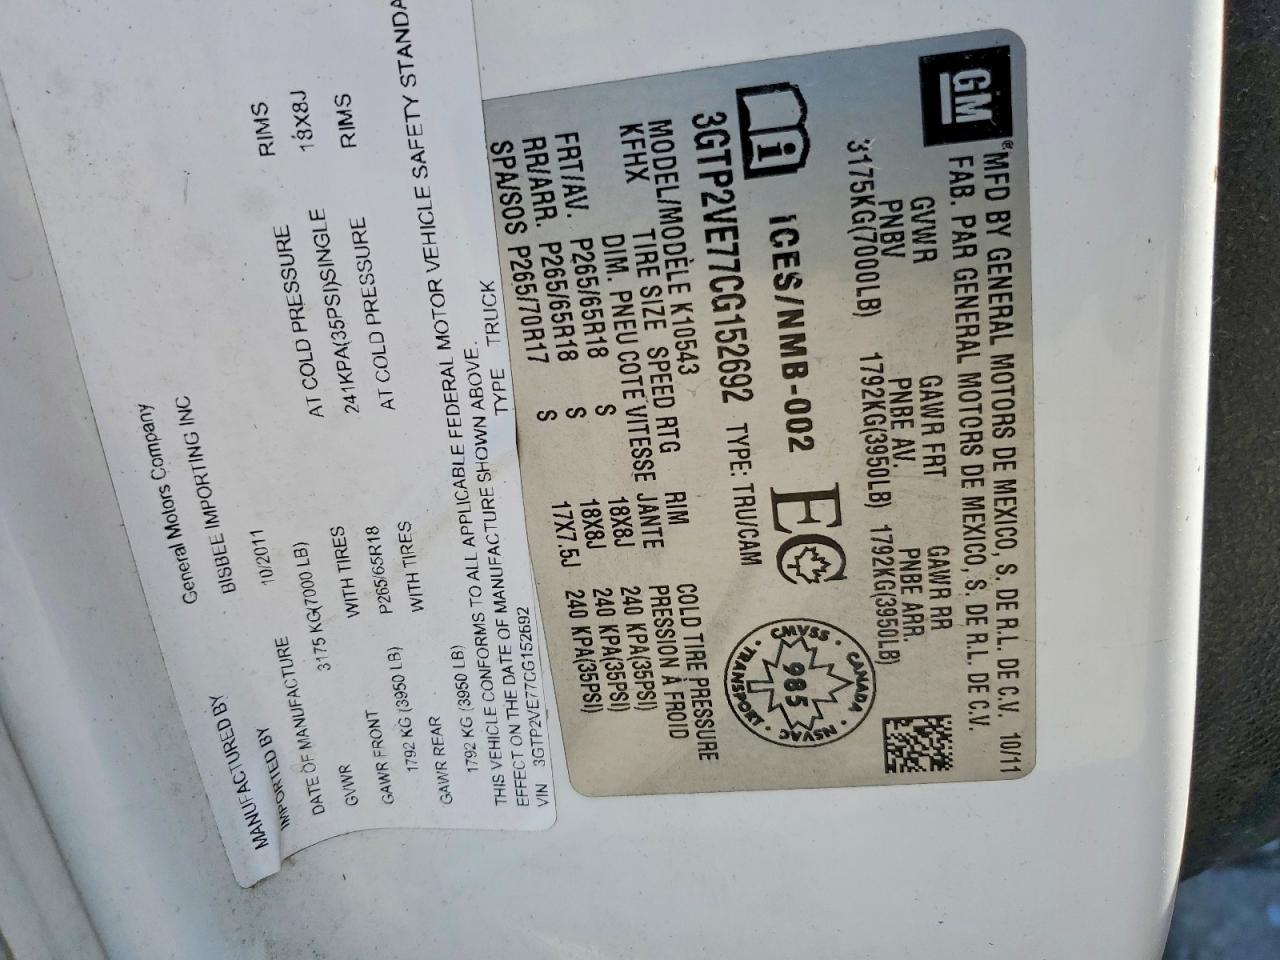 GM
®MFD BY GENERAL MOTORS DE MEXICO, S. DE R.L. DE C.V. 10/11
FAB. PAR GENERAL MOTORS DE MEXICO, S. DE R.L. DE C.V.
GVWR GAWR FRT GAWR RR
PNBV PNBE AV. PNBE ARR.
3175KG(7000LB) 1792KG(3950LB) 1792KG(3950LB)
i ICES/NMB-002 EC
CMVSS · CANADA · NSVAC · TRANSPORT ·
985
3GTP2VE77CG152692 TYPE: TRU/CAM
MODEL/MODÈLE K10543
KFHX TIRE SIZE SPEED RTG RIM COLD TIRE PRESSURE
DIM. PNEU COTE VITESSE JANTE PRESSION À FROID
FRT/AV. P265/65R18 S 18X8J 240 KPA(35PSI)
RR/ARR. P265/65R18 S 18X8J 240 KPA(35PSI)
SPA/SOS P265/70R17 S 17X7.5J 240 KPA(35PSI)
MANUFACTURED BY General Motors Company
IMPORTED BY BISBEE IMPORTING INC
DATE OF MANUFACTURE 10/2011
GVWR 3175 KG(7000 LB)
GAWR FRONT WITH TIRES AT COLD PRESSURE RIMS
1792 KG (3950 LB) P265/65R18 241KPA(35PSI)SINGLE 18X8J
GAWR REAR WITH TIRES AT COLD PRESSURE RIMS
1792 KG (3950 LB)
THIS VEHICLE CONFORMS TO ALL APPLICABLE FEDERAL MOTOR VEHICLE SAFETY
EFFECT ON THE DATE OF MANUFACTURE SHOWN ABOVE.
VIN 3GTP2VE77CG152692 TYPE TRUCK